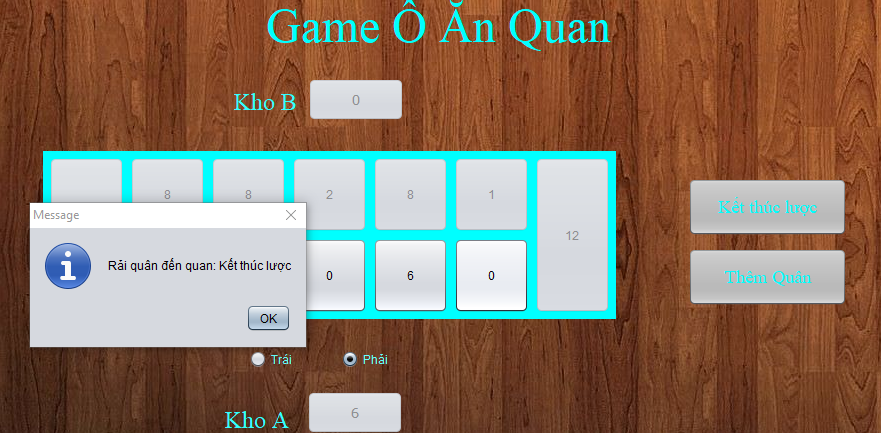 Game Ô Ăn Quan
Kho B 0
8 8 2 8 1
12
Message
Rải quân đến quan: Kết thúc lược
OK
0 6 0
Kết thúc lược
Thêm Quân
Trái Phải
Kho A 6